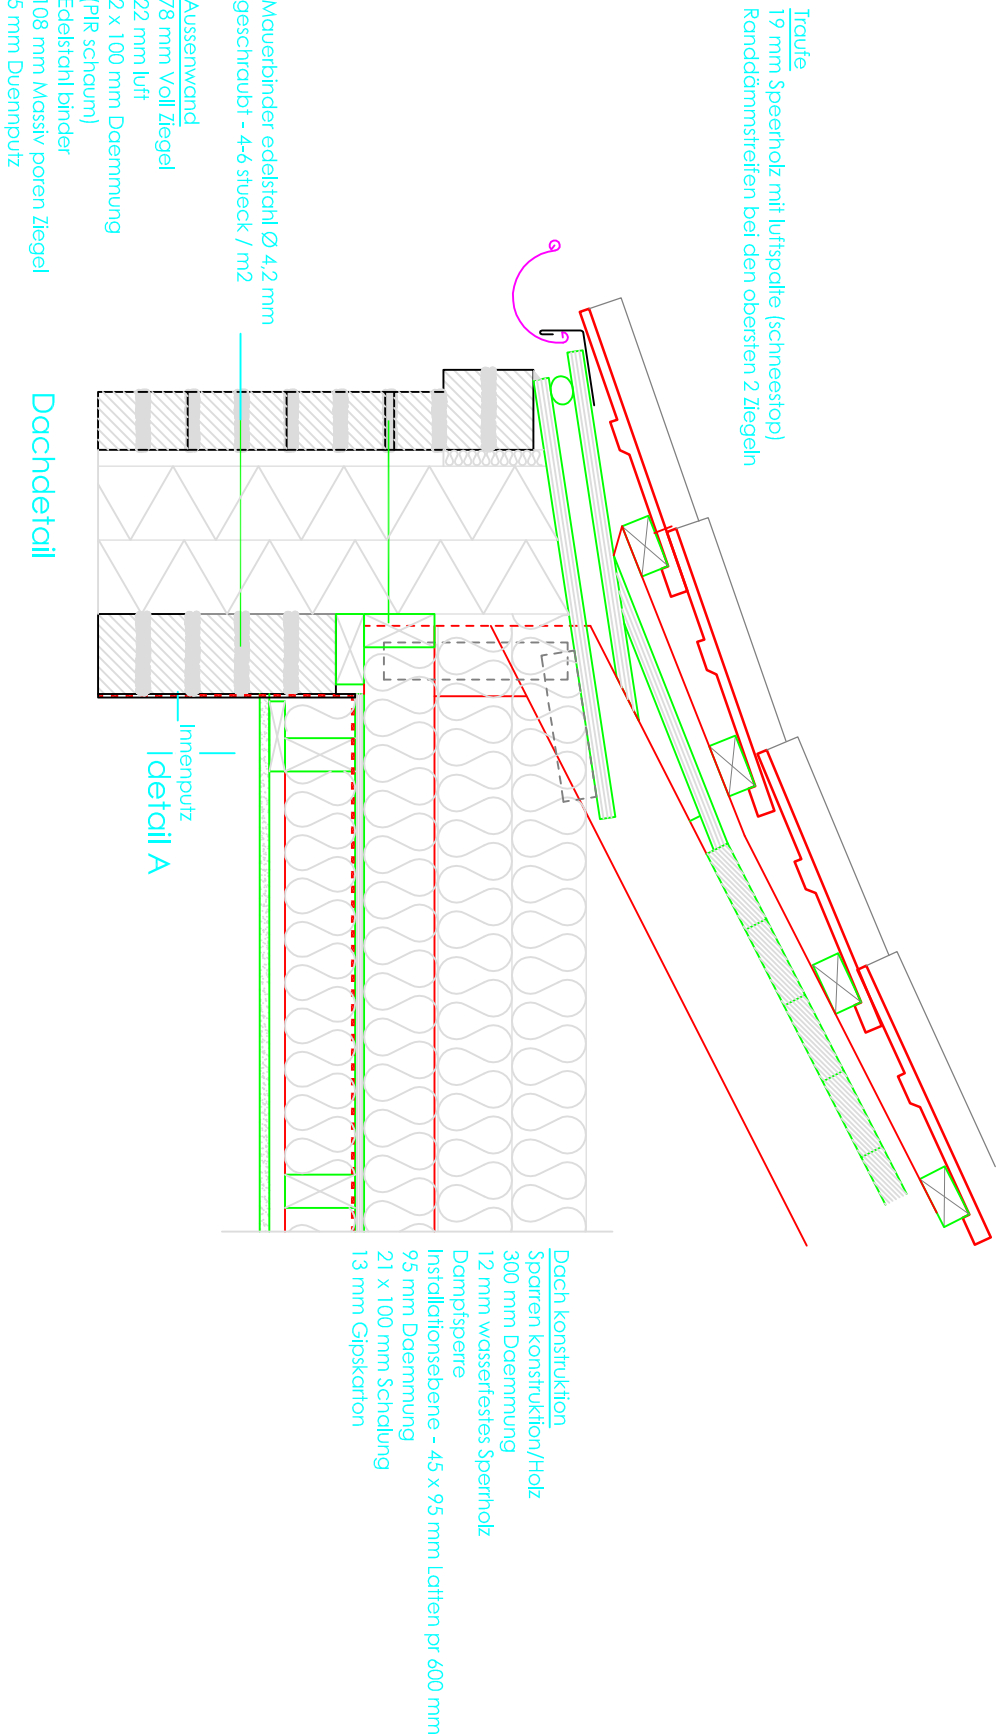 Traufe
19 mm Speerholz mit luftspalte (schneestop)
Randdämmstreifen bei den obersten 2 Ziegeln
Mauerbinder edelstahl Ø 4,2 mm
geschraubt - 4-6 stueck / m2
Aussenwand
78 mm Voll Ziegel
22 mm luft
2 x 100 mm Daemmung
(PIR schaum)
Edelstahl binder
108 mm Massiv poren Ziegel
5 mm Duennputz
Dachdetail
Innenputz
detail A
Dach konstruktion
Sparren konstruktion/Holz
300 mm Daemmung
12 mm wasserfestes Sperrholz
Dampfsperre
Installationsebene - 45 x 95 mm Latten pr 600 mm
95 mm Daemmung
21 x 100 mm Schalung
13 mm Gipskarton